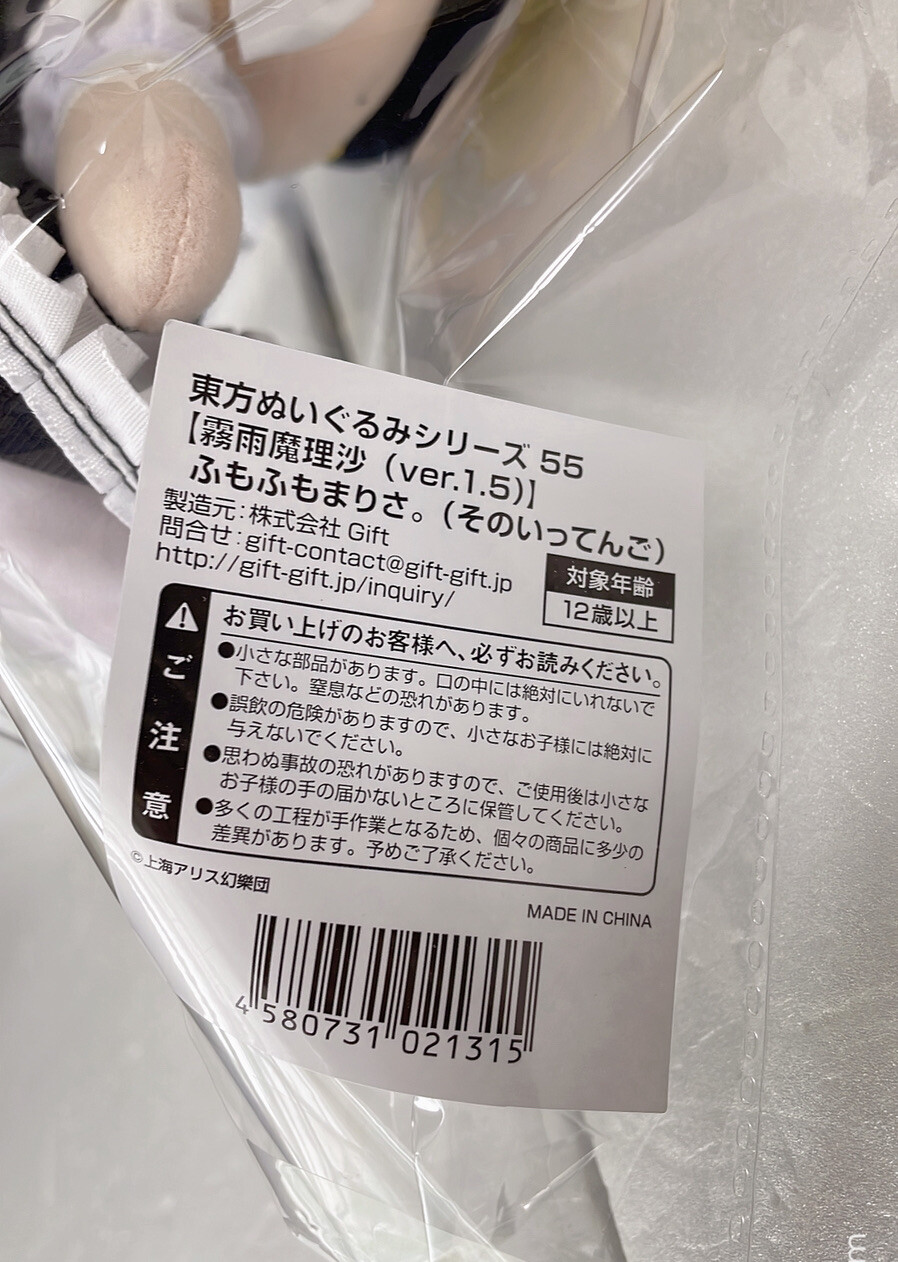 東方ぬいぐるみシリーズ 55
【霧雨魔理沙（ver.1.5)】
ふもふもまりさ。（そのいってんご）
製造元：株式会社 Gift
問合せ：gift-contact@gift-gift.jp
http://gift-gift.jp/inquiry/
対象年齢
12歳以上
ご注意
お買い上げのお客様へ、必ずお読みください。
●小さな部品があります。口の中には絶対にいれないで
下さい。窒息などの恐れがあります。
●誤飲の危険がありますので、小さなお子様には絶対に
与えないでください。
●思わぬ事故の恐れがありますので、ご使用後は小さな
お子様の手の届かないところに保管してください。
●多くの工程が手作業となるため、個々の商品に多少の
差異があります。予めご了承ください。
©上海アリス幻樂団
MADE IN CHINA
4 580731 021315